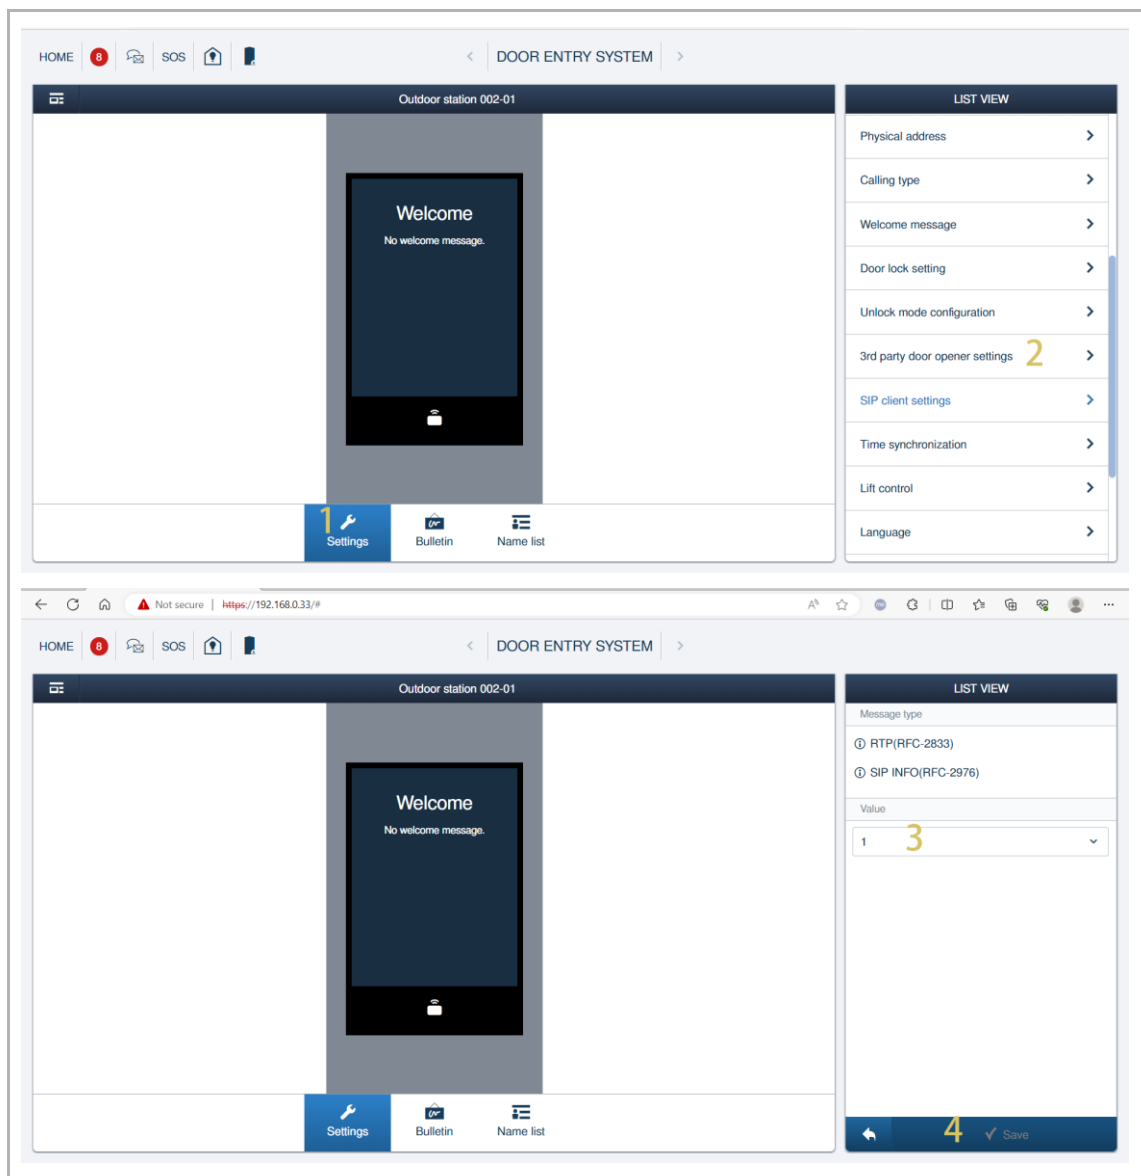 HOME 8 SOS DOOR ENTRY SYSTEM
Outdoor station 002-01
LIST VIEW
Welcome
No welcome message.
Physical address
Calling type
Welcome message
Door lock setting
Unlock mode configuration
3rd party door opener settings 2
SIP client settings
Time synchronization
Lift control
Language
1
Settings Bulletin Name list
Not secure | https://192.168.0.33/#
HOME 8 SOS DOOR ENTRY SYSTEM
Outdoor station 002-01
LIST VIEW
Welcome
No welcome message.
Message type
RTP(RFC-2833)
SIP INFO(RFC-2976)
Value
1 3
Settings Bulletin Name list
4 Save